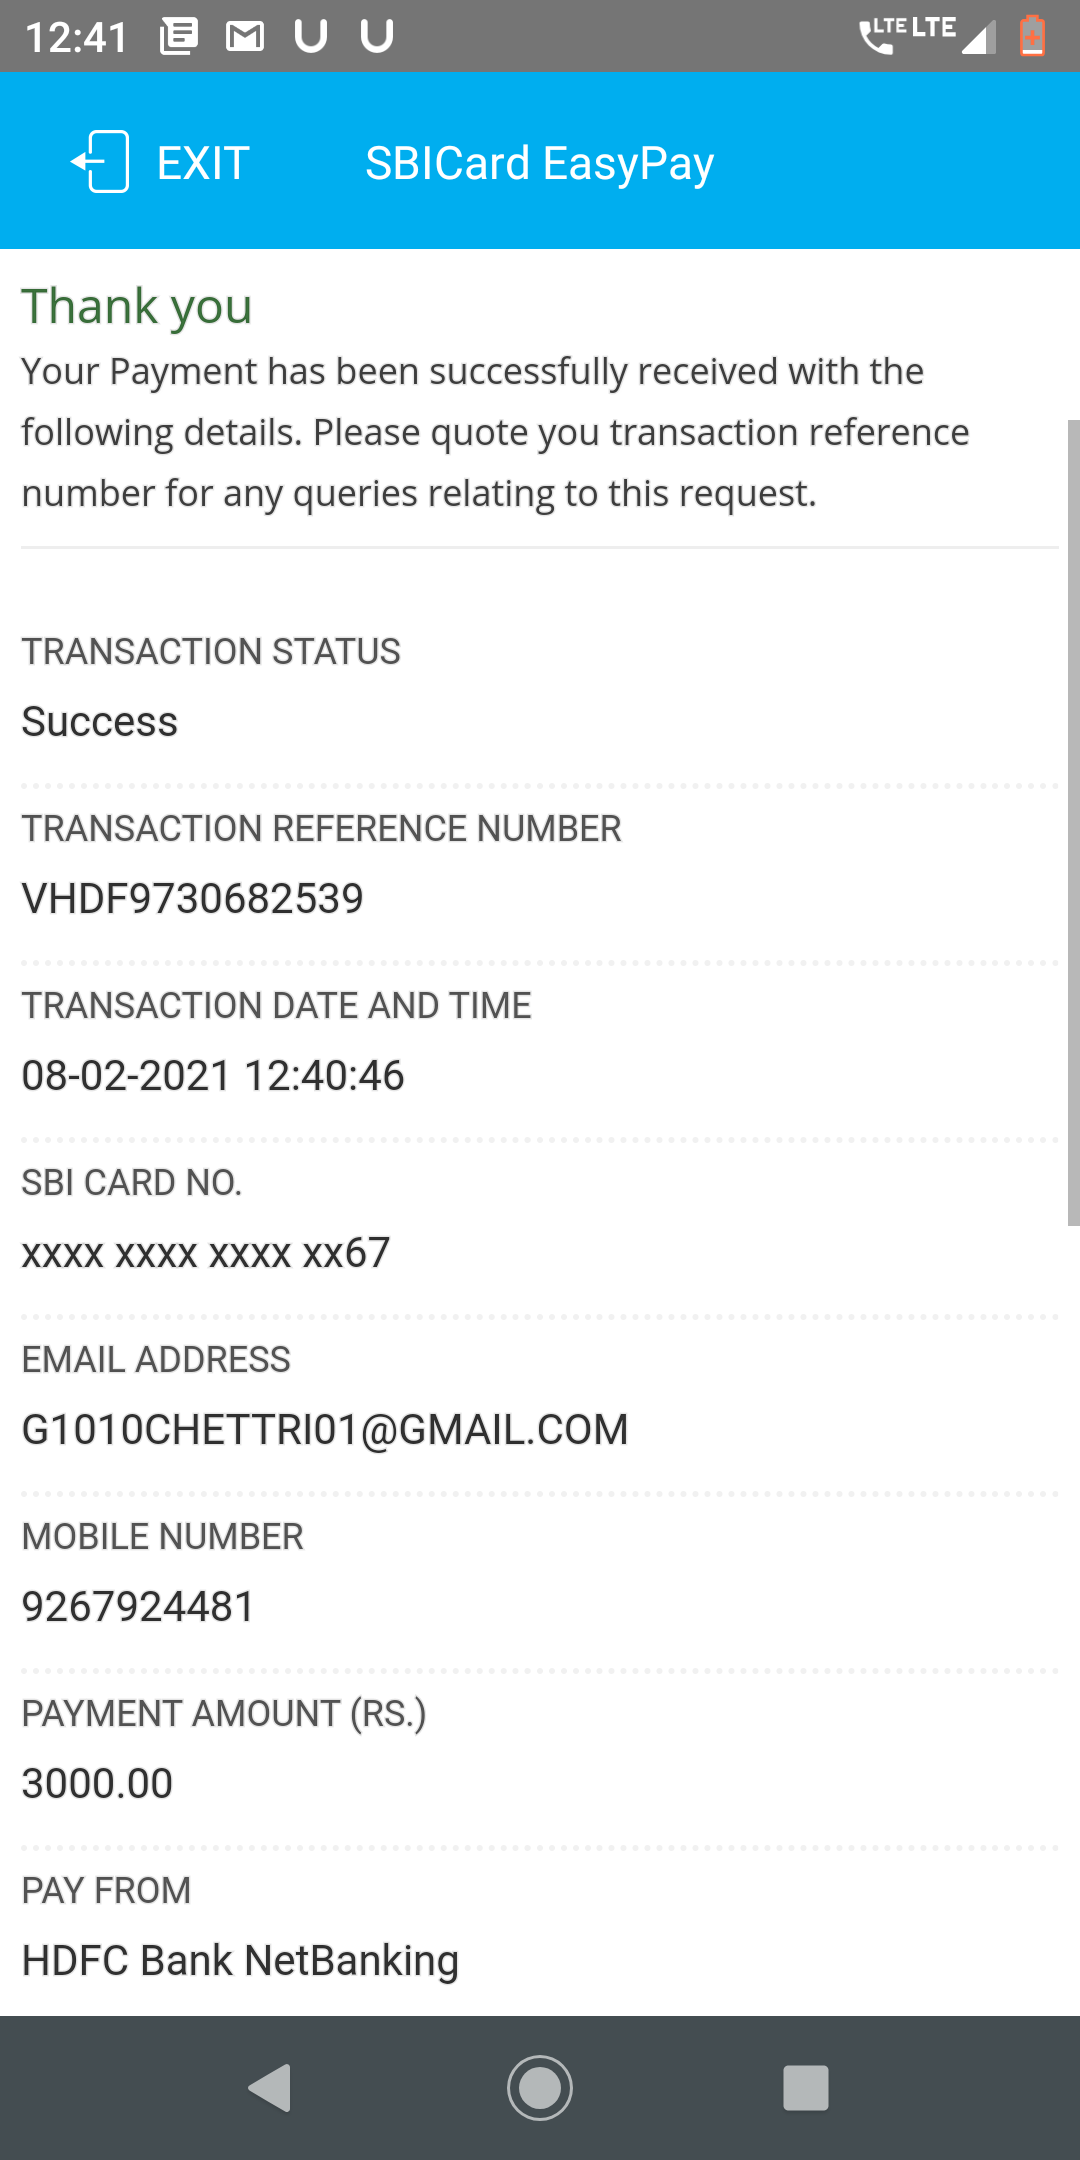 12:41 LTE LTE
EXIT SBICard EasyPay
Thank you
Your Payment has been successfully received with the
following details. Please quote you transaction reference
number for any queries relating to this request.
TRANSACTION STATUS
Success
TRANSACTION REFERENCE NUMBER
VHDF9730682539
TRANSACTION DATE AND TIME
08-02-2021 12:40:46
SBI CARD NO.
xxxx xxxx xxxx xx67
EMAIL ADDRESS
G1010CHETTRI01@GMAIL.COM
MOBILE NUMBER
9267924481
PAYMENT AMOUNT (RS.)
3000.00
PAY FROM
HDFC Bank NetBanking